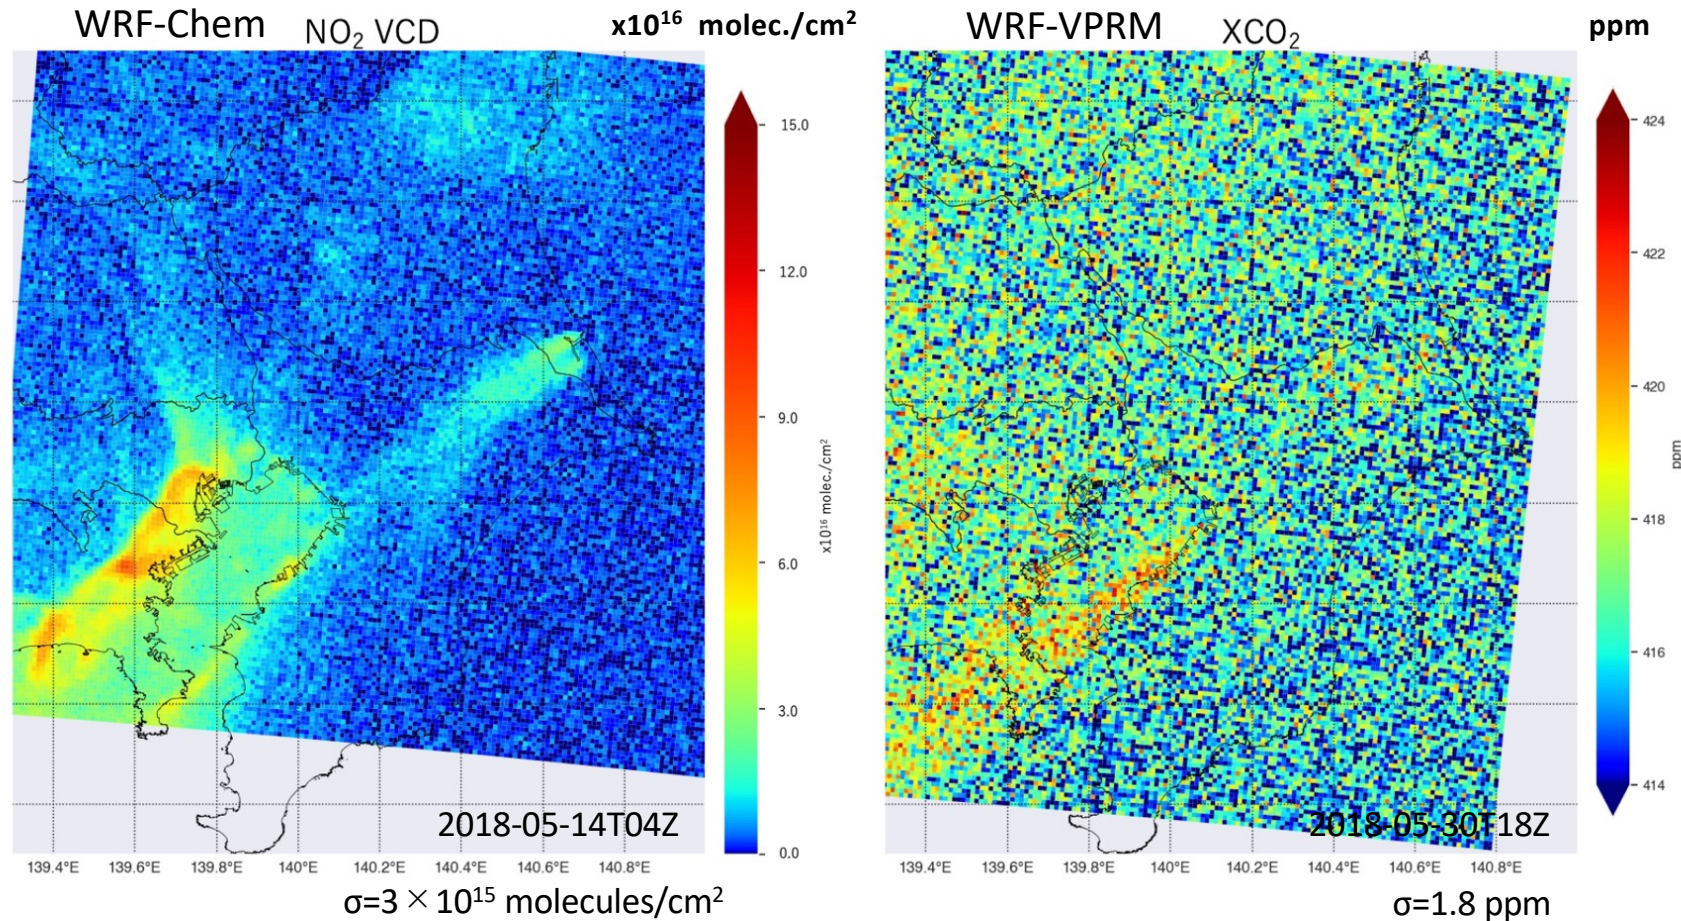 WRF-Chem NO₂ VCD x10¹⁶ molec./cm²
15.0
12.0
9.0
6.0
3.0
0.0
x10¹⁶ molec./cm²
2018-05-14T04Z
139.4°E 139.6°E 139.8°E 140°E 140.2°E 140.4°E 140.6°E 140.8°E
σ=3×10¹⁵ molecules/cm²
WRF-VPRM XCO₂ ppm
424
422
420
418
416
414
ppm
2018-05-30T18Z
139.4°E 139.6°E 139.8°E 140°E 140.2°E 140.4°E 140.6°E 140.8°E
σ=1.8 ppm